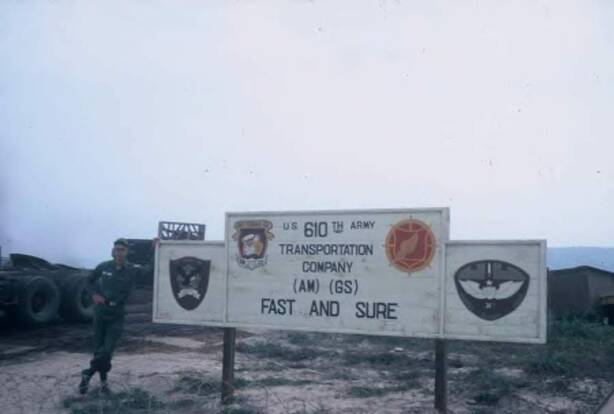 U.S. 610TH ARMY
TRANSPORTATION
COMPANY
(AM) (GS)
FAST AND SURE